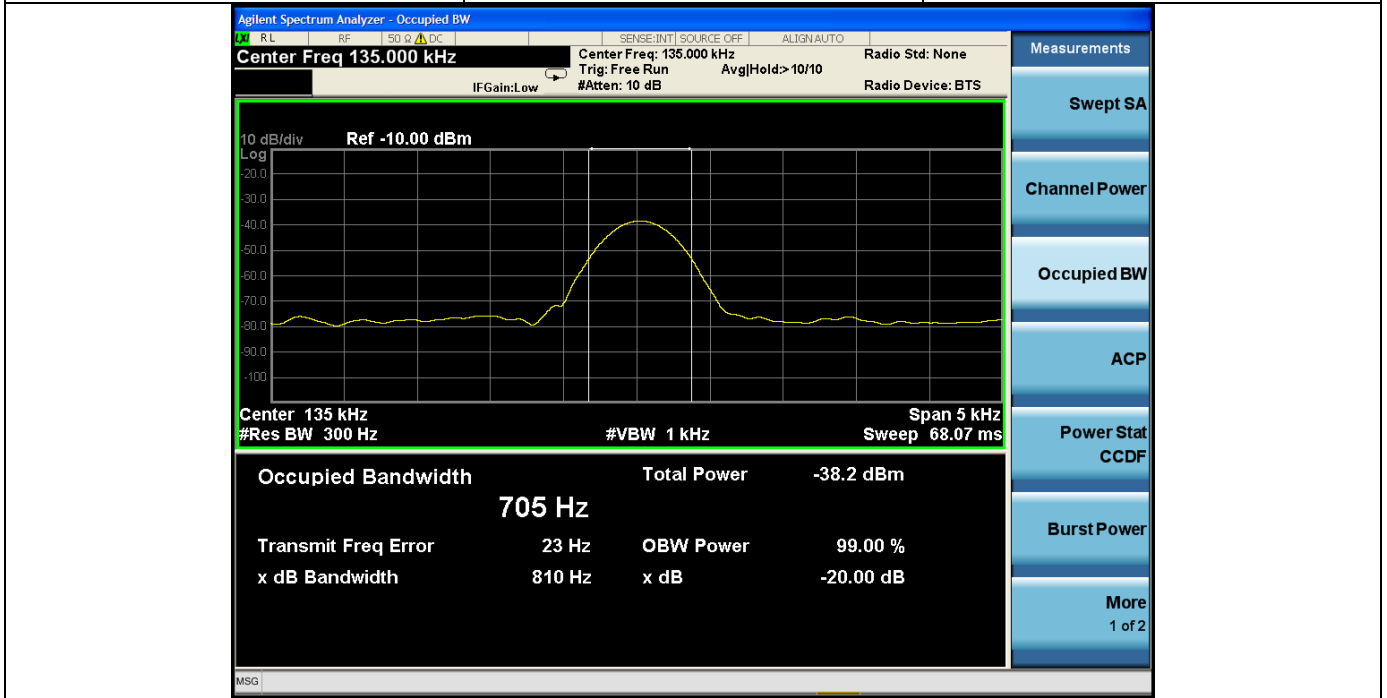 Agilent Spectrum Analyzer - Occupied BW
LXI RL RF 50 Ω ⚠ DC SENSE:INT SOURCE OFF ALIGN AUTO
Center Freq 135.000 kHz
Center Freq: 135.000 kHz
Radio Std: None
Trig: Free Run
Avg|Hold:>10/10
IFGain:Low
#Atten: 10 dB
Radio Device: BTS
10 dB/div
Ref -10.00 dBm
Log
-20.0
-30.0
-40.0
-50.0
-60.0
-70.0
-80.0
-90.0
-100
Center 135 kHz
Span 5 kHz
#Res BW 300 Hz
#VBW 1 kHz
Sweep 68.07 ms
Occupied Bandwidth
Total Power -38.2 dBm
705 Hz
Transmit Freq Error 23 Hz
OBW Power 99.00 %
x dB Bandwidth 810 Hz
x dB -20.00 dB
MSG
Measurements
Swept SA
Channel Power
Occupied BW
ACP
Power Stat
CCDF
Burst Power
More
1 of 2